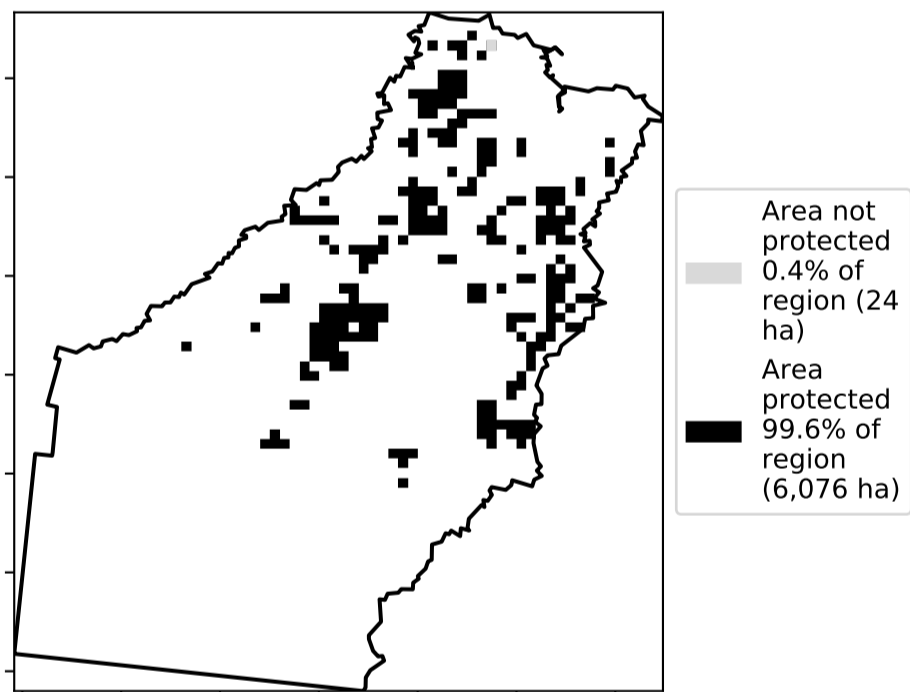 Area not
protected
0.4% of
region (24
ha)
Area
protected
99.6% of
region
(6,076 ha)